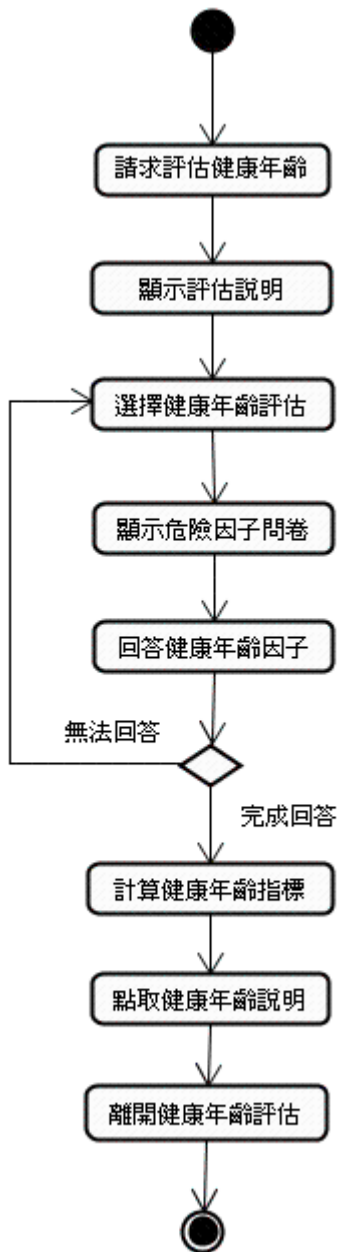 請求評估健康年齡
顯示評估說明
選擇健康年齡評估
顯示危險因子問卷
回答健康年齡因子
無法回答
完成回答
計算健康年齡指標
點取健康年齡說明
離開健康年齡評估